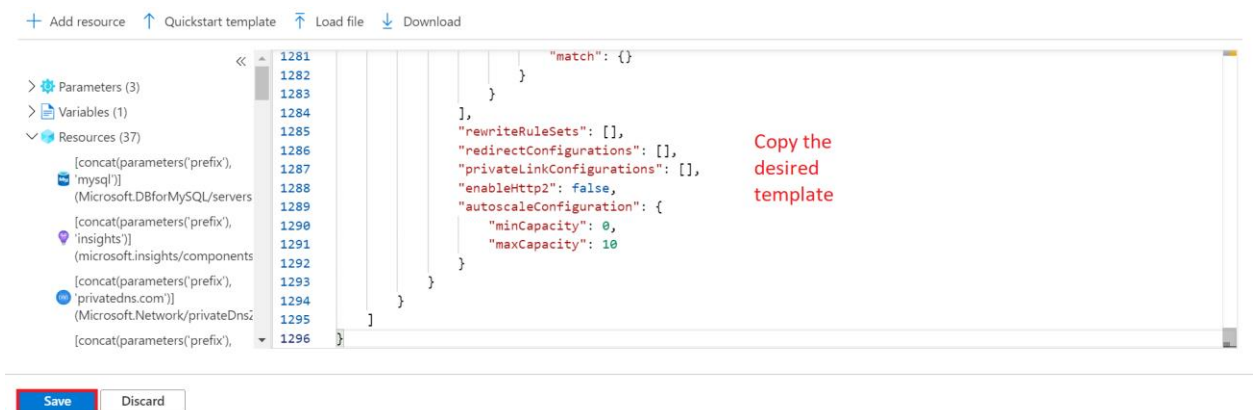 Add resource Quickstart template Load file Download
«
Parameters (3)
Variables (1)
Resources (37)
[concat(parameters('prefix'),
'mysql')]
(Microsoft.DBforMySQL/servers
[concat(parameters('prefix'),
'insights')]
(microsoft.insights/components
[concat(parameters('prefix'),
'privatedns.com')]
(Microsoft.Network/privateDnsZ
[concat(parameters('prefix'),
1281 "match": {}
1282 }
1283 }
1284 ],
1285 "rewriteRuleSets": [],
1286 "redirectConfigurations": [],
1287 "privateLinkConfigurations": [],
1288 "enableHttp2": false,
1289 "autoscaleConfiguration": {
1290 "minCapacity": 0,
1291 "maxCapacity": 10
1292 }
1293 }
1294 }
1295 ]
1296 }
Copy the
desired
template
Save Discard